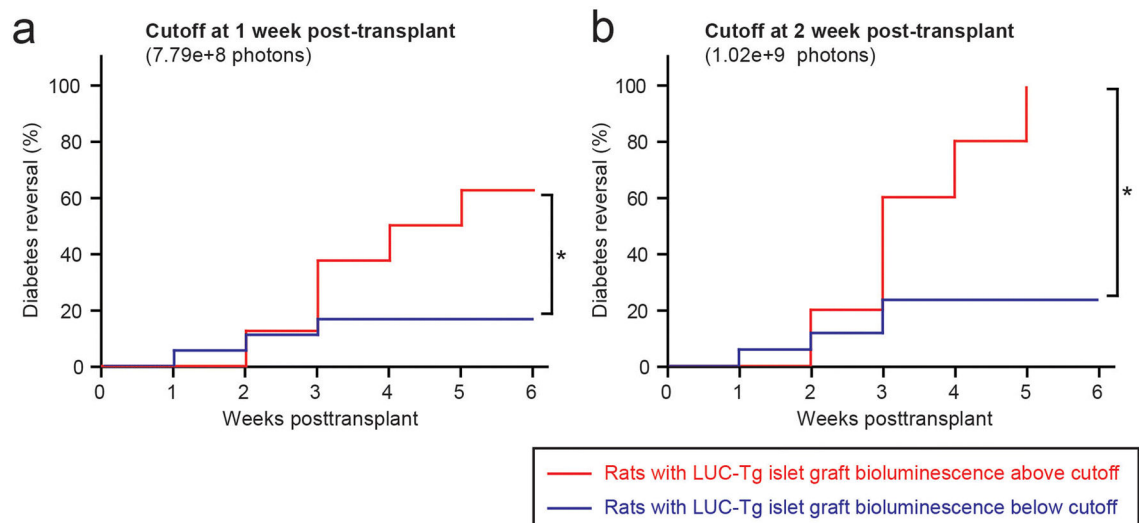 a
Cutoff at 1 week post-transplant
(7.79e+8 photons)
Diabetes reversal (%)
100
80
60
40
20
0
0 1 2 3 4 5 6
Weeks posttransplant
*
b
Cutoff at 2 week post-transplant
(1.02e+9 photons)
Diabetes reversal (%)
100
80
60
40
20
0
0 1 2 3 4 5 6
Weeks posttransplant
*
Rats with LUC-Tg islet graft bioluminescence above cutoff
Rats with LUC-Tg islet graft bioluminescence below cutoff